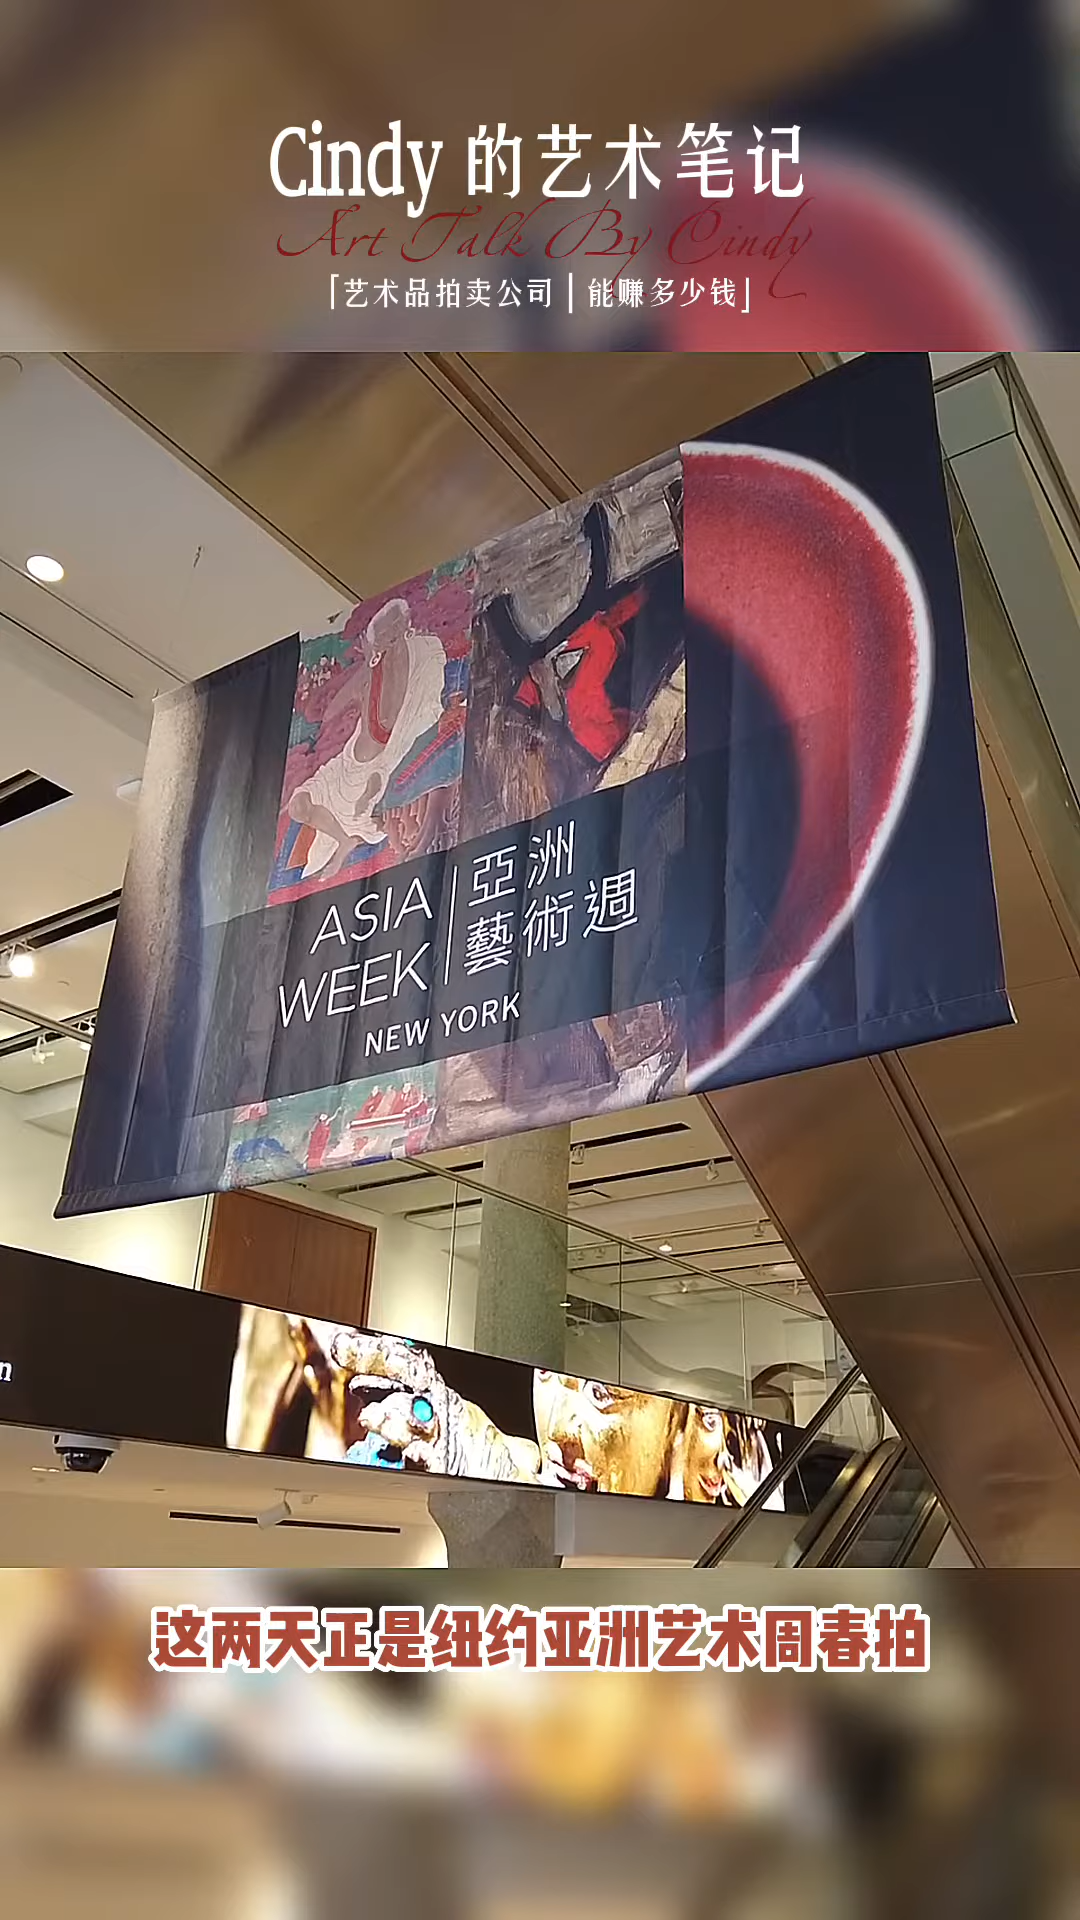 Cindy 的艺术笔记
Art Talk By Cindy
「艺术品拍卖公司 | 能赚多少钱」
ASIA WEEK
亞洲
藝術週
NEW YORK
n
这两天正是纽约亚洲艺术周春拍